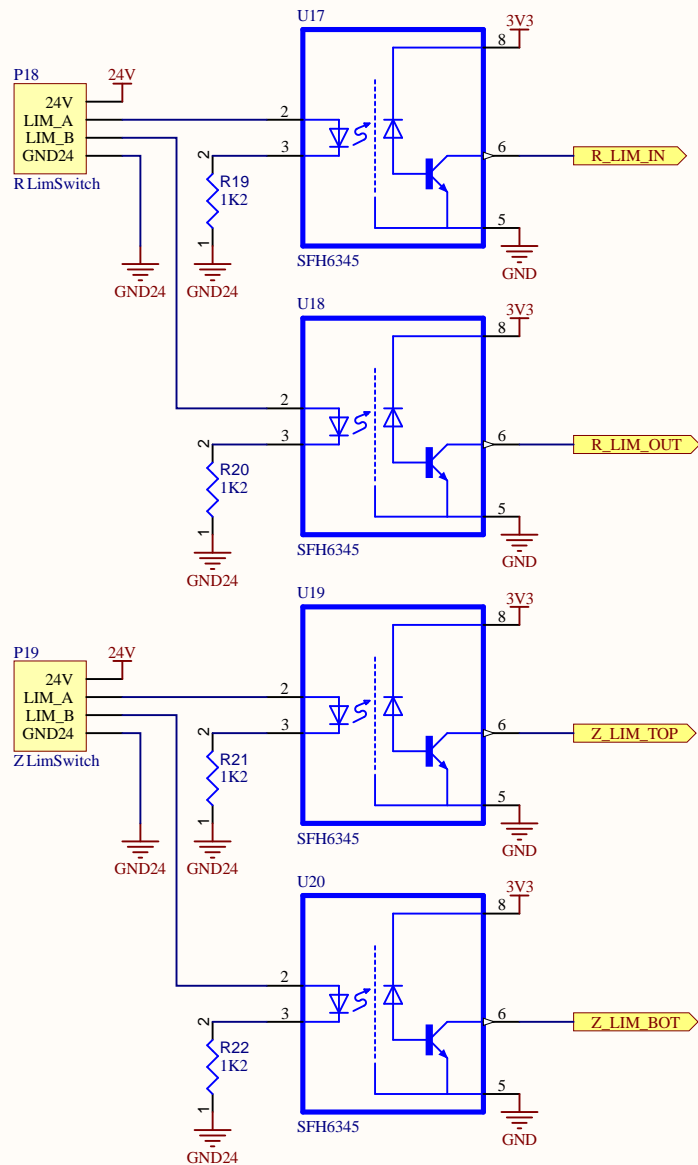 U17
3V3
8
P18
24V
24V
LIM_A
LIM_B
GND24
R LimSwitch
2
3
2
R19
1K2
1
GND24
GND24
6
R_LIM_IN
5
GND
SFH6345
U18
3V3
8
2
3
2
R20
1K2
1
GND24
6
R_LIM_OUT
5
GND
SFH6345
U19
3V3
8
P19
24V
24V
LIM_A
LIM_B
GND24
Z LimSwitch
2
3
2
R21
1K2
1
GND24
GND24
6
Z_LIM_TOP
5
GND
SFH6345
U20
3V3
8
2
3
2
R22
1K2
1
GND24
6
Z_LIM_BOT
5
GND
SFH6345